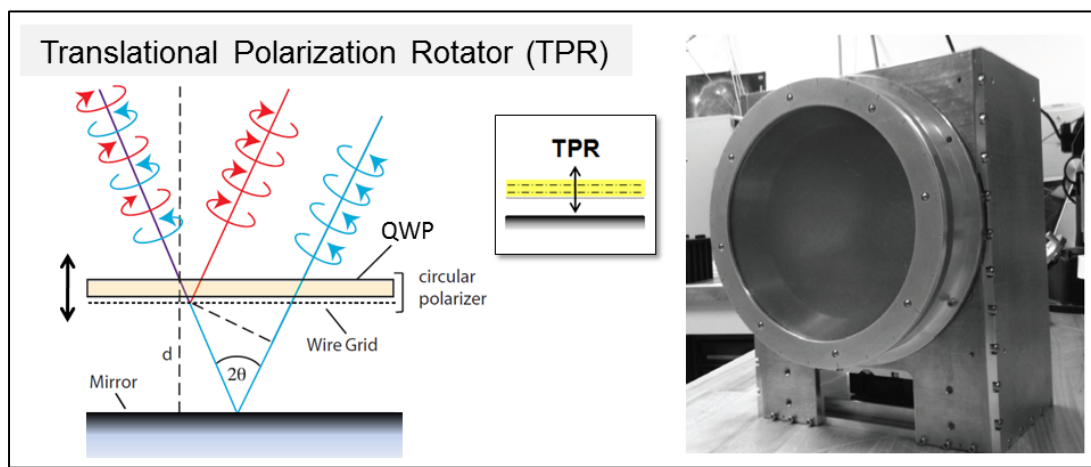 Translational Polarization Rotator (TPR)
TPR
QWP
circular
polarizer
Wire Grid
d
2θ
Mirror